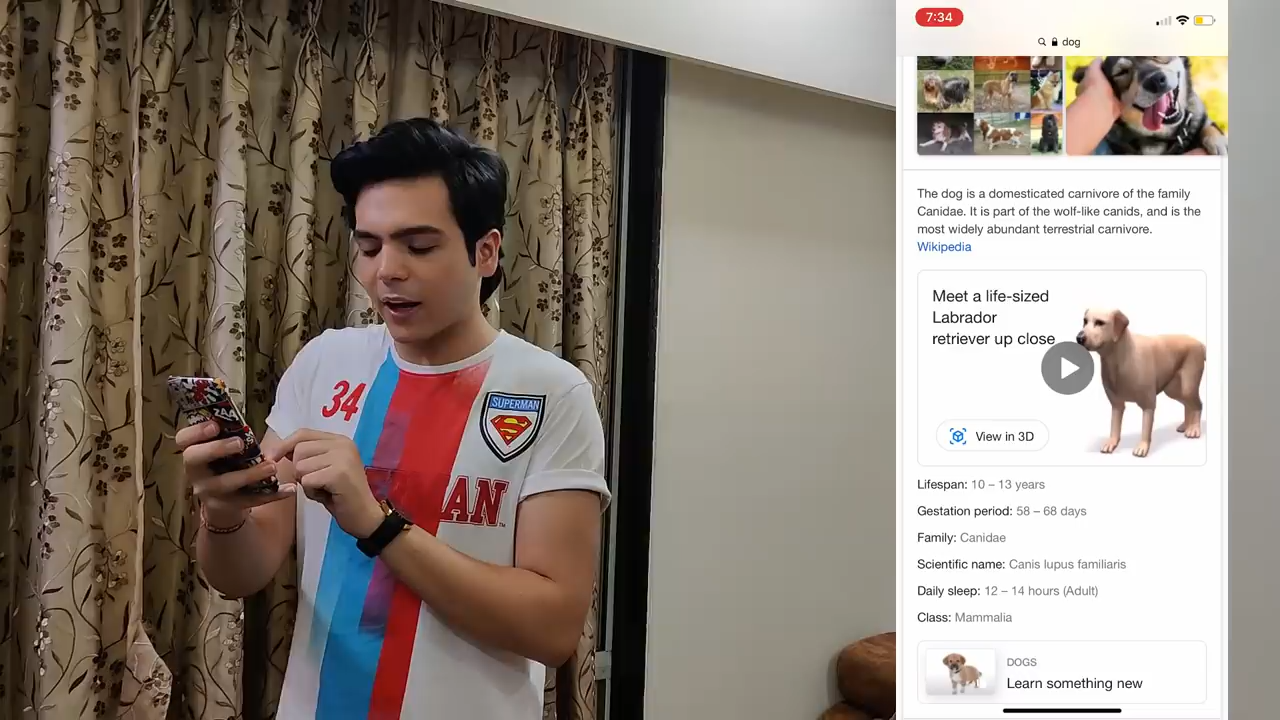 7:34
dog
The dog is a domesticated carnivore of the family
Canidae. It is part of the wolf-like canids, and is the
most widely abundant terrestrial carnivore.
Wikipedia
Meet a life-sized
Labrador
retriever up close
View in 3D
Lifespan: 10 – 13 years
Gestation period: 58 – 68 days
Family: Canidae
Scientific name: Canis lupus familiaris
Daily sleep: 12 – 14 hours (Adult)
Class: Mammalia
DOGS
Learn something new
34
SUPERMAN